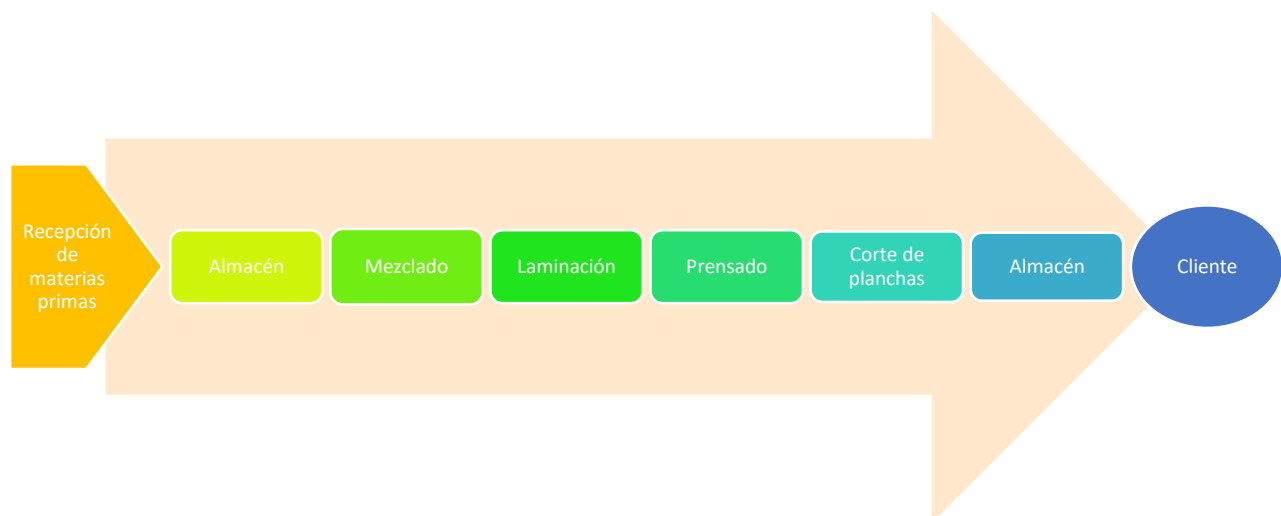 Recepción
de
materias
primas
Almacén
Mezclado
Laminación
Prensado
Corte de
planchas
Almacén
Cliente